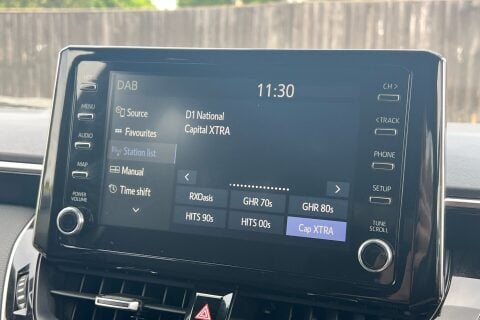 DAB
11:30
CH >
MENU
Source
D1 National
Capital XTRA
< TRACK
Favourites
AUDIO
Station list
PHONE
MAP
Manual
SETUP
Time shift
POWER
VOLUME
RXOasis
GHR 70s
GHR 80s
HITS 90s
HITS 00s
Cap XTRA
TUNE
SCROLL